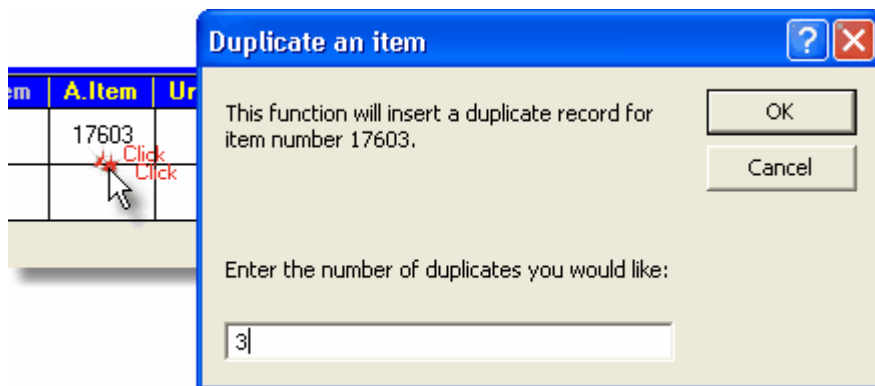 Duplicate an item
em A.Item Ur
This function will insert a duplicate record for
item number 17603.
OK
17603
Click
Click
Cancel
Enter the number of duplicates you would like:
3